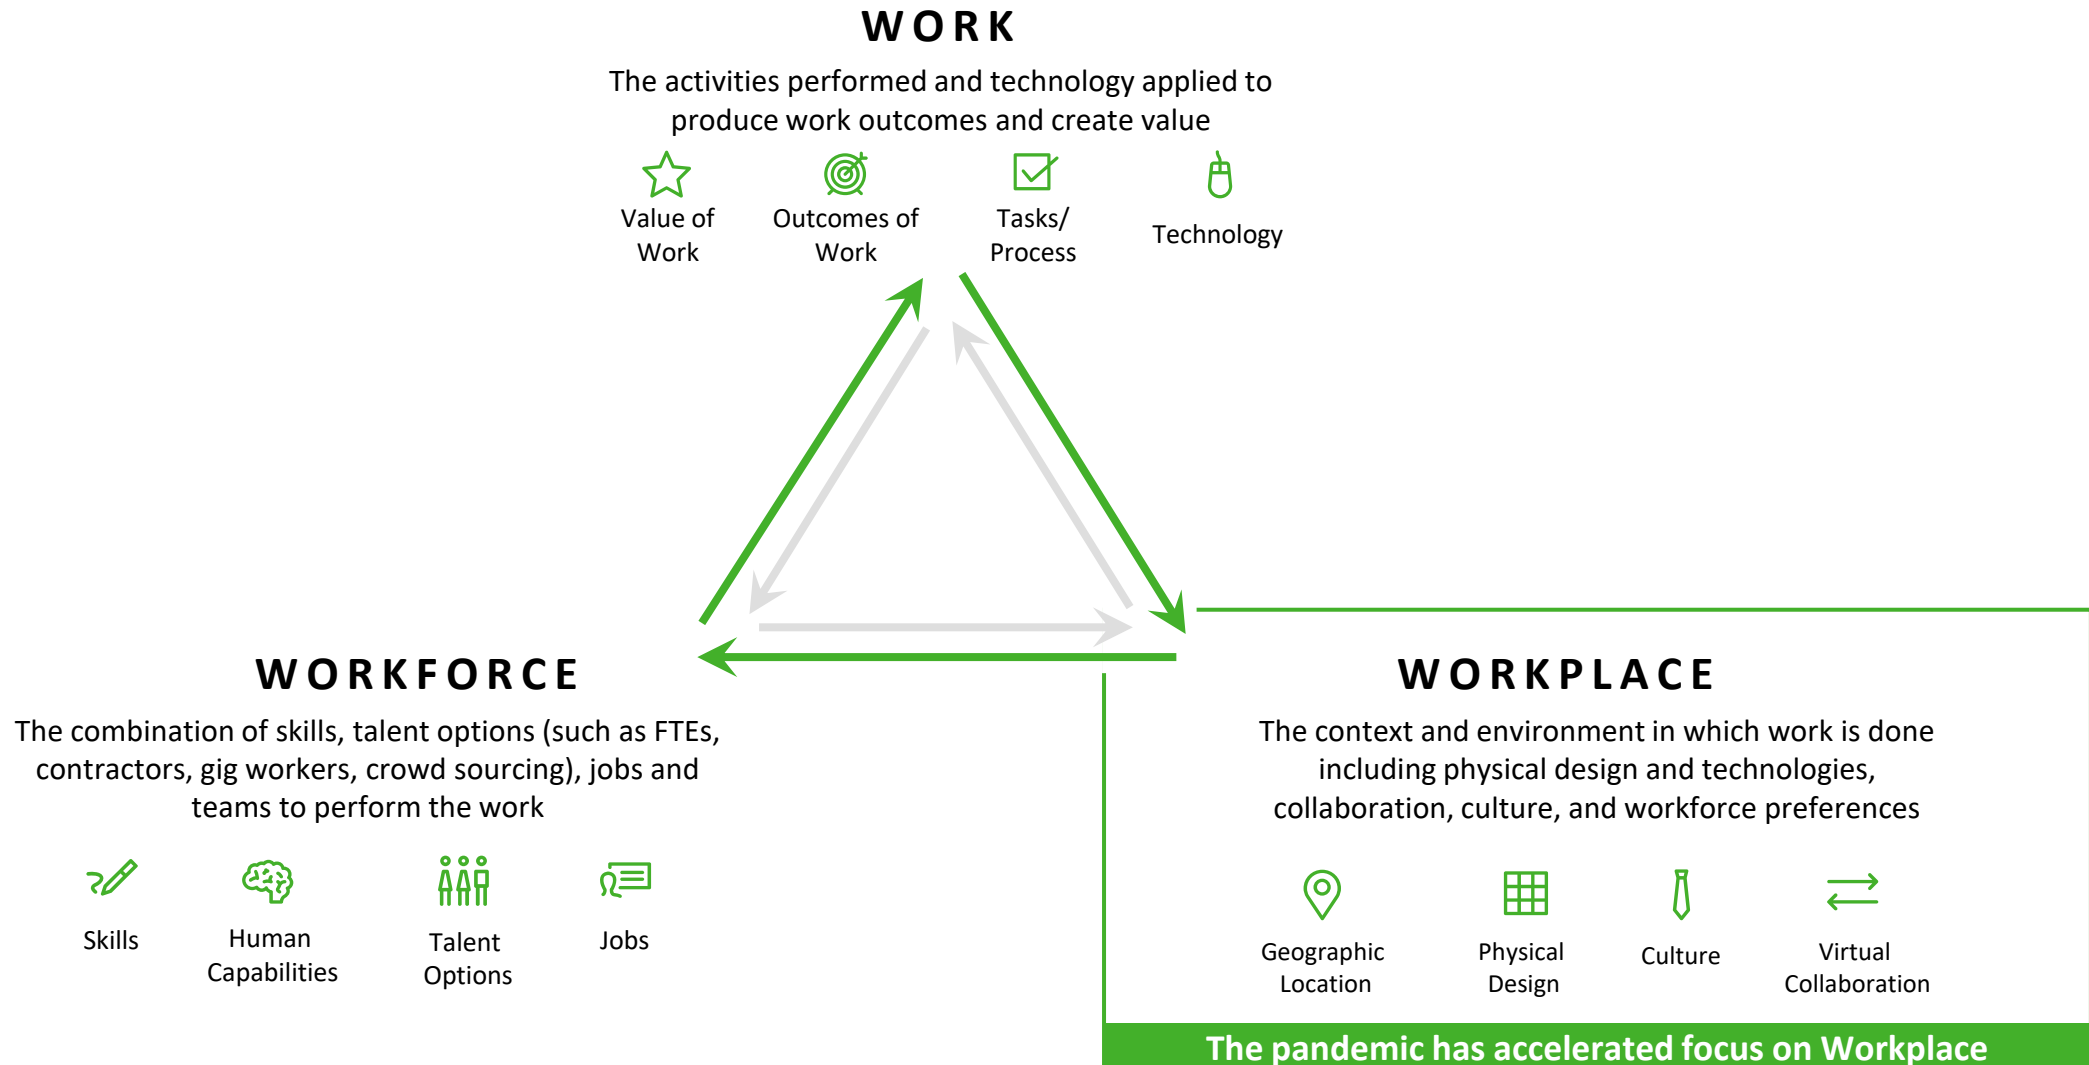 WORK
The activities performed and technology applied to
produce work outcomes and create value
Value of
Work
Outcomes of
Work
Tasks/
Process
Technology
WORKFORCE
The combination of skills, talent options (such as FTEs,
contractors, gig workers, crowd sourcing), jobs and
teams to perform the work
Skills
Human
Capabilities
Talent
Options
Jobs
WORKPLACE
The context and environment in which work is done
including physical design and technologies,
collaboration, culture, and workforce preferences
Geographic
Location
Physical
Design
Culture
Virtual
Collaboration
The pandemic has accelerated focus on Workplace